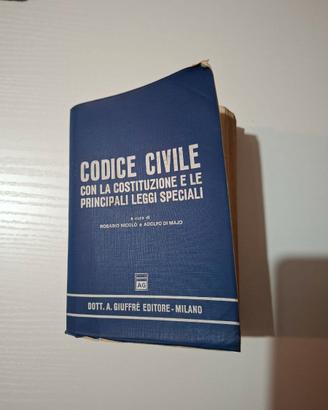 CODICE CIVILE
CON LA COSTITUZIONE E LE
PRINCIPALI LEGGI SPECIALI
a cura di
ROSARIO NICOLÒ e ADOLFO DI MAJO
AG
DOTT. A. GIUFFRÈ EDITORE - MILANO